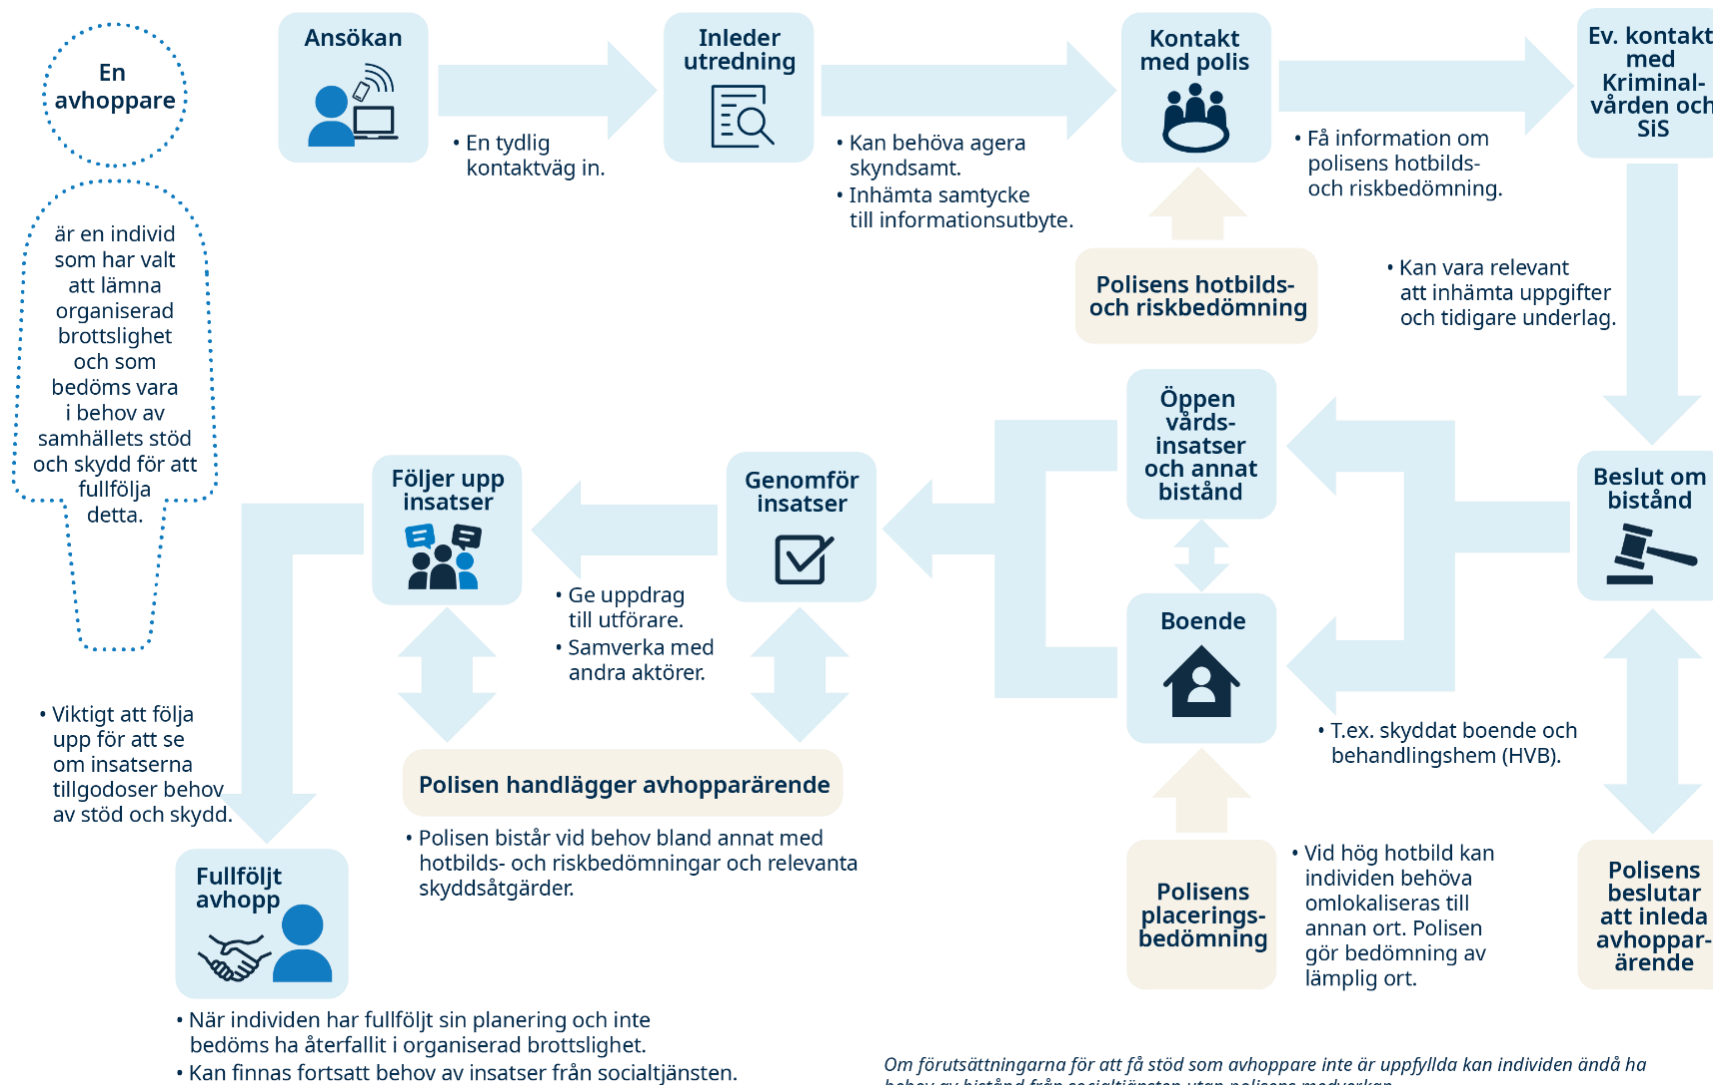 En
avhoppare
är en individ
som har valt
att lämna
organiserad
brottslighet
och som
bedöms vara
i behov av
samhällets stöd
och skydd för att
fullfölja
detta.
Ansökan
• En tydlig
kontaktväg in.
Inleder
utredning
• Kan behöva agera
skyndsamt.
• Inhämta samtycke
till informationsutbyte.
Kontakt
med polis
Polisens hotbilds-
och riskbedömning
• Få information om
polisens hotbilds-
och riskbedömning.
Ev. kontakt
med
Kriminal-
vården och
SiS
• Kan vara relevant
att inhämta uppgifter
och tidigare underlag.
Beslut om
bistånd
Polisens
beslutar
att inleda
avhoppar-
ärende
Öppen
vårds-
insatser
och annat
bistånd
Boende
• T.ex. skyddat boende och
behandlingshem (HVB).
Polisens
placerings-
bedömning
• Vid hög hotbild kan
individen behöva
omlokaliseras till
annan ort. Polisen
gör bedömning av
lämplig ort.
Genomför
insatser
• Ge uppdrag
till utförare.
• Samverka med
andra aktörer.
Följer upp
insatser
Polisen handlägger avhopparärende
• Polisen bistår vid behov bland annat med
hotbilds- och riskbedömningar och relevanta
skyddsåtgärder.
• Viktigt att följa
upp för att se
om insatserna
tillgodoser behov
av stöd och skydd.
Fullföljt
avhopp
• När individen har fullföljt sin planering och inte
bedöms ha återfallit i organiserad brottslighet.
• Kan finnas fortsatt behov av insatser från socialtjänsten.
Om förutsättningarna för att få stöd som avhoppare inte är uppfyllda kan individen ändå ha
behov av bistånd från socialtjänsten utan polisens medverkan.